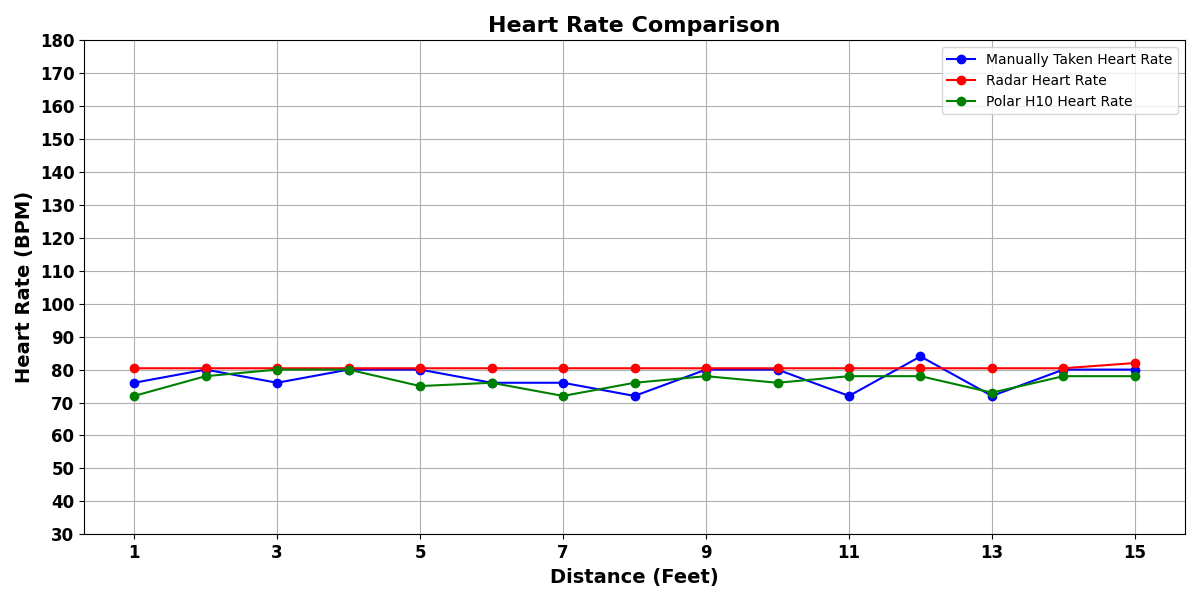 Heart Rate Comparison
180
170
160
150
140
130
120
110
100
90
80
70
60
50
40
30
Heart Rate (BPM)
Manually Taken Heart Rate
Radar Heart Rate
Polar H10 Heart Rate
1 3 5 7 9 11 13 15
Distance (Feet)